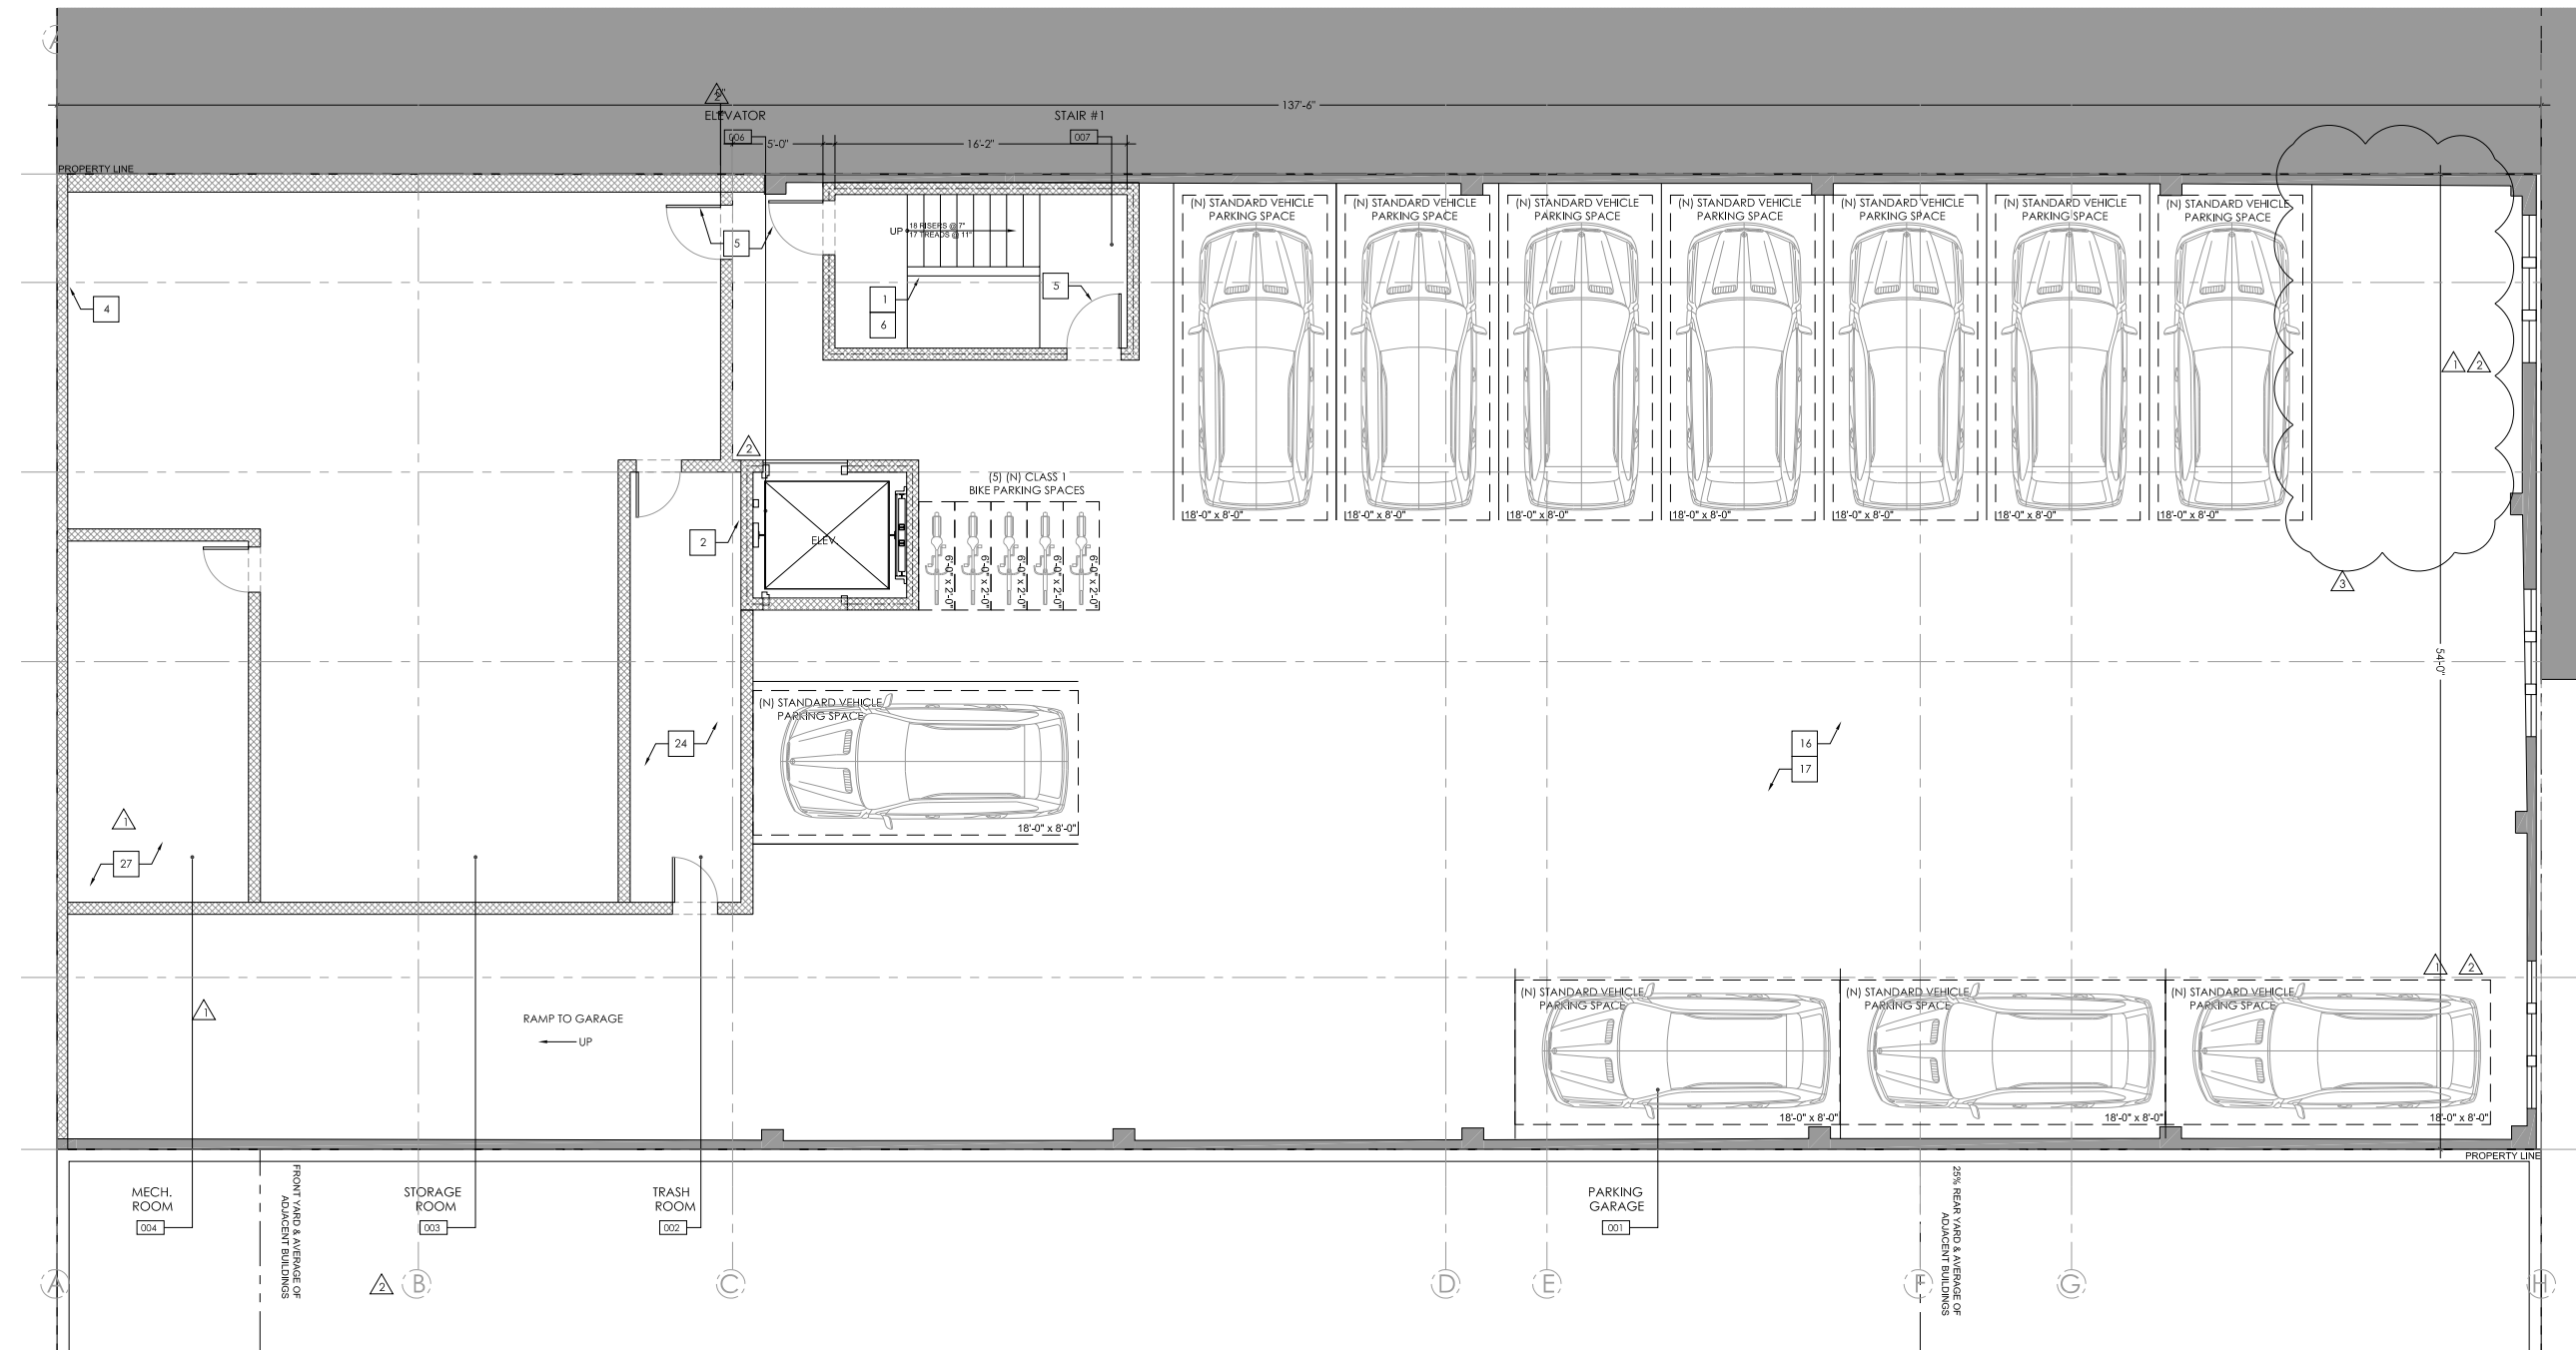 A
2
6"
137'-6"
ELEVATOR
006
STAIR #1
007
5'-0"
16'-2"
PROPERTY LINE
(N) STANDARD VEHICLE
PARKING SPACE
(N) STANDARD VEHICLE
PARKING SPACE
(N) STANDARD VEHICLE
PARKING SPACE
(N) STANDARD VEHICLE
PARKING SPACE
(N) STANDARD VEHICLE
PARKING SPACE
(N) STANDARD VEHICLE
PARKING SPACE
(N) STANDARD VEHICLE
PARKING SPACE
18 RISERS @ 7"
UP
17 TREADS @ 11"
5
5
1
6
4
1
2
2
(5) (N) CLASS 1
BIKE PARKING SPACES
18'-0" x 8'-0"
18'-0" x 8'-0"
18'-0" x 8'-0"
18'-0" x 8'-0"
18'-0" x 8'-0"
18'-0" x 8'-0"
18'-0" x 8'-0"
2
ELEV
6'-0" x 2'-0"
6'-0" x 2'-0"
6'-0" x 2'-0"
6'-0" x 2'-0"
6'-0" x 2'-0"
3
54'-0"
(N) STANDARD VEHICLE
PARKING SPACE
18'-0" x 8'-0"
24
16
17
1
27
1
RAMP TO GARAGE
UP
1
2
(N) STANDARD VEHICLE
PARKING SPACE
18'-0" x 8'-0"
(N) STANDARD VEHICLE
PARKING SPACE
18'-0" x 8'-0"
(N) STANDARD VEHICLE
PARKING SPACE
18'-0" x 8'-0"
PROPERTY LINE
MECH.
ROOM
004
FRONT YARD & AVERAGE OF
ADJACENT BUILDINGS
STORAGE
ROOM
003
TRASH
ROOM
002
PARKING
GARAGE
001
25% REAR YARD & AVERAGE OF
ADJACENT BUILDINGS
A
2
B
C
D
E
F
G
H